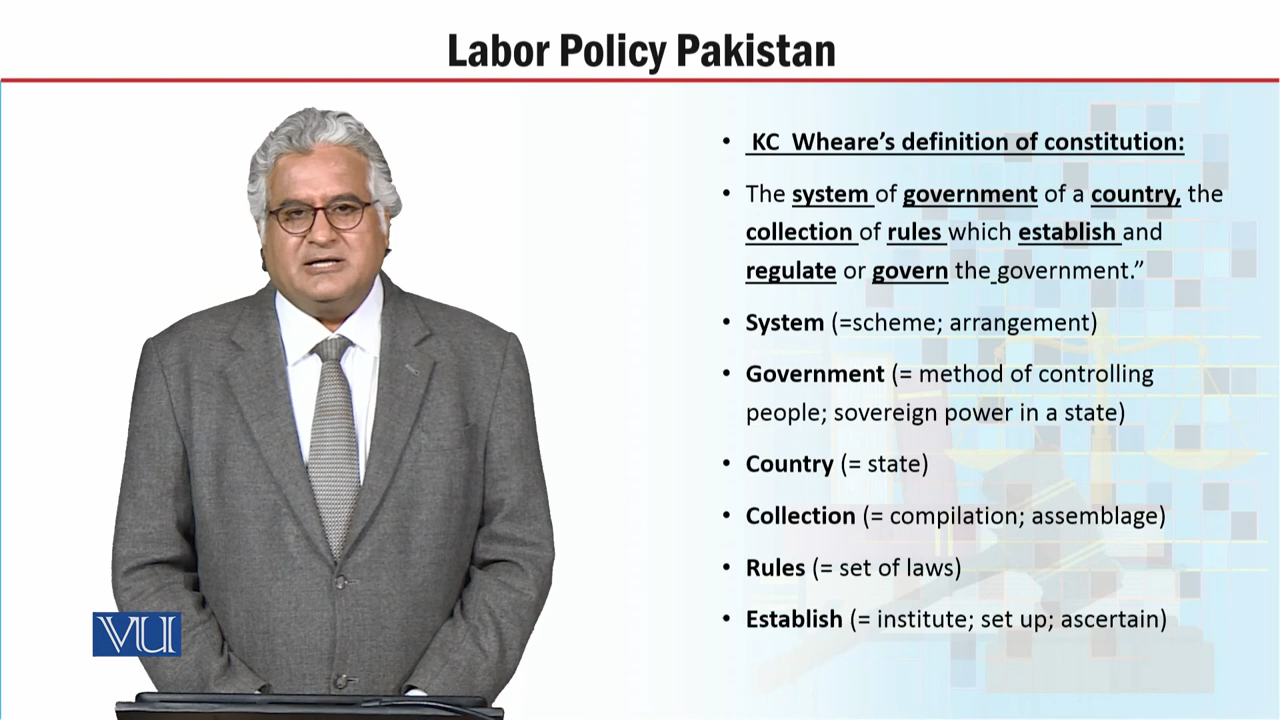 Labor Policy Pakistan
• KC Wheare’s definition of constitution:
• The system of government of a country, the
collection of rules which establish and
regulate or govern the government.”
• System (=scheme; arrangement)
• Government (= method of controlling
people; sovereign power in a state)
• Country (= state)
• Collection (= compilation; assemblage)
• Rules (= set of laws)
• Establish (= institute; set up; ascertain)
VU